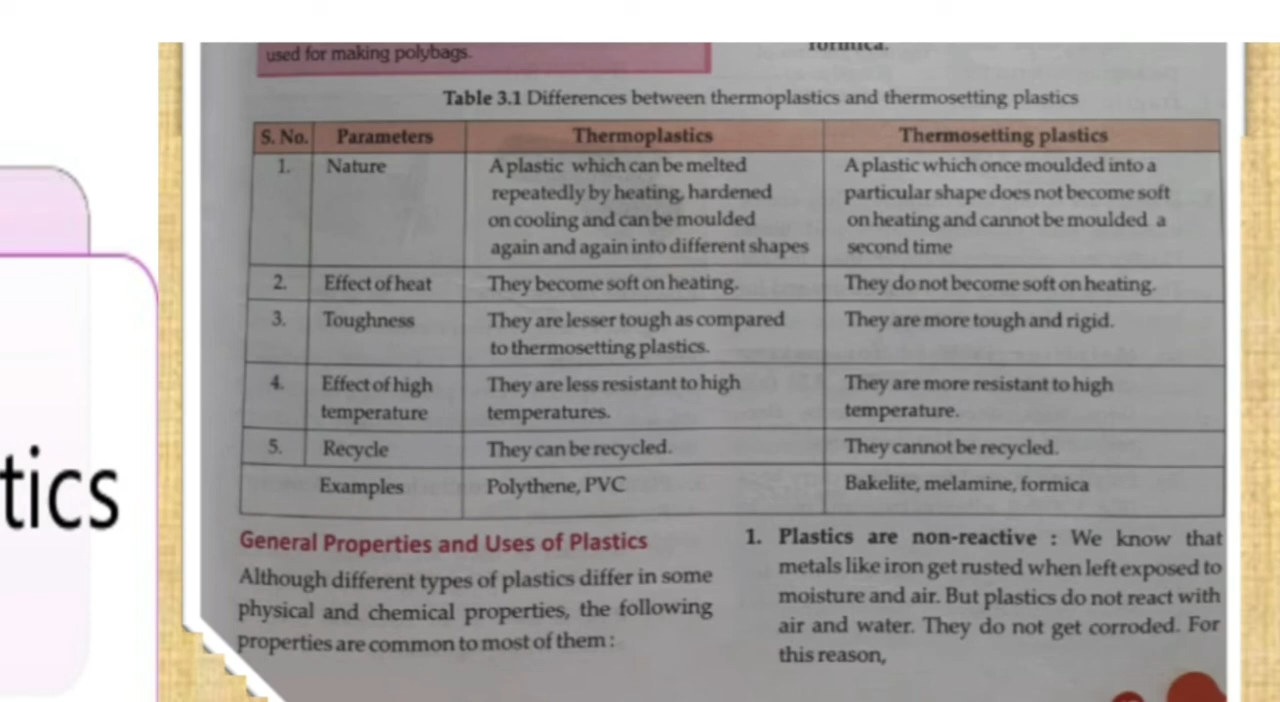 used for making polybags.
formica.
tics
Table 3.1 Differences between thermoplastics and thermosetting plastics
S. No. Parameters Thermoplastics Thermosetting plastics
1. Nature A plastic which can be melted A plastic which once moulded into a
repeatedly by heating, hardened particular shape does not become soft
on cooling and can be moulded on heating and cannot be moulded a
again and again into different shapes second time
2. Effect of heat They become soft on heating. They do not become soft on heating.
3. Toughness They are lesser tough as compared They are more tough and rigid.
to thermosetting plastics.
4. Effect of high They are less resistant to high They are more resistant to high
temperature temperatures. temperature.
5. Recycle They can be recycled. They cannot be recycled.
Examples Polythene, PVC Bakelite, melamine, formica
General Properties and Uses of Plastics
Although different types of plastics differ in some
physical and chemical properties, the following
properties are common to most of them :
1. Plastics are non-reactive : We know that
metals like iron get rusted when left exposed to
moisture and air. But plastics do not react with
air and water. They do not get corroded. For
this reason,